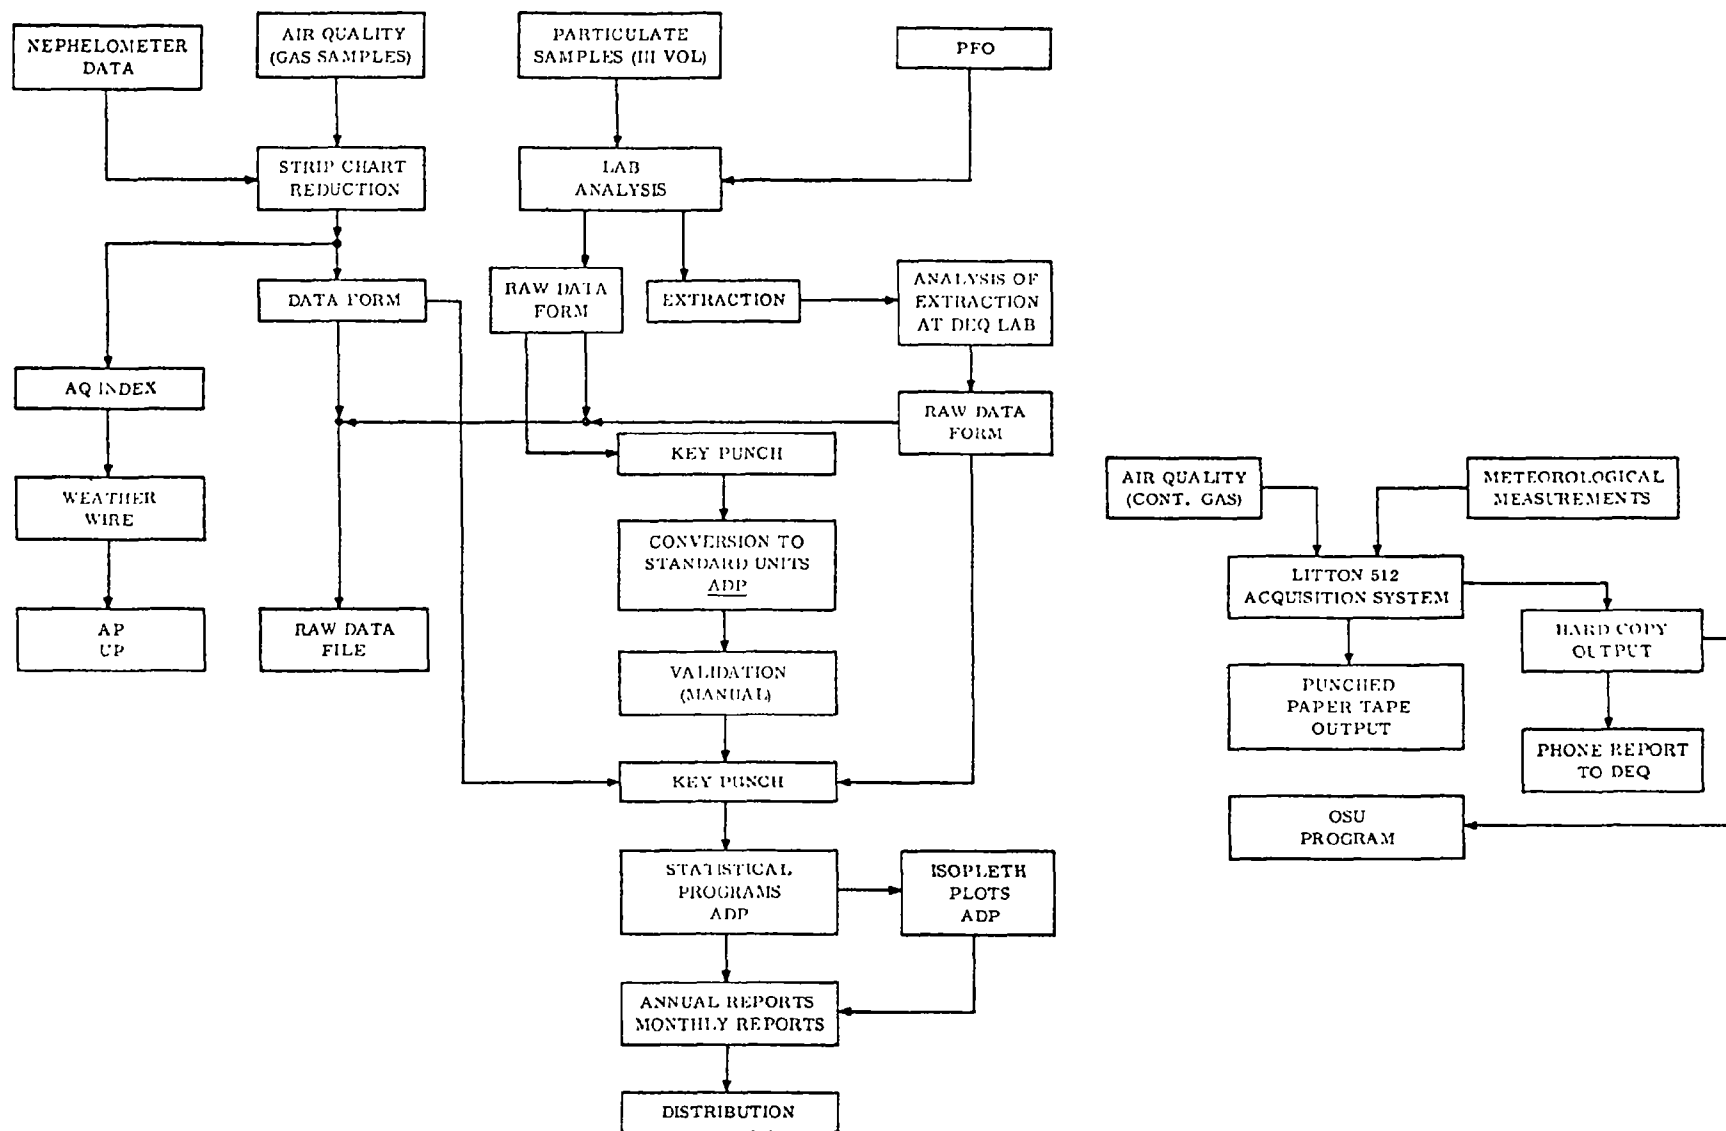 NEPHELOMETER
DATA
AIR QUALITY
(GAS SAMPLES)
PARTICULATE
SAMPLES (III VOL)
PFO
STRIP CHART
REDUCTION
LAB
ANALYSIS
DATA FORM
RAW DATA
FORM
EXTRACTION
ANALYSIS OF
EXTRACTION
AT DEQ LAB
AQ INDEX
RAW DATA
FORM
KEY PUNCH
WEATHER
WIRE
CONVERSION TO
STANDARD UNITS
ADP
AP
UP
RAW DATA
FILE
VALIDATION
(MANUAL)
KEY PUNCH
STATISTICAL
PROGRAMS
ADP
ISOPLETH
PLOTS
ADP
ANNUAL REPORTS
MONTHLY REPORTS
DISTRIBUTION
AIR QUALITY
(CONT. GAS)
METEOROLOGICAL
MEASUREMENTS
LITTON 512
ACQUISITION SYSTEM
HARD COPY
OUTPUT
PUNCHED
PAPER TAPE
OUTPUT
PHONE REPORT
TO DEQ
OSU
PROGRAM